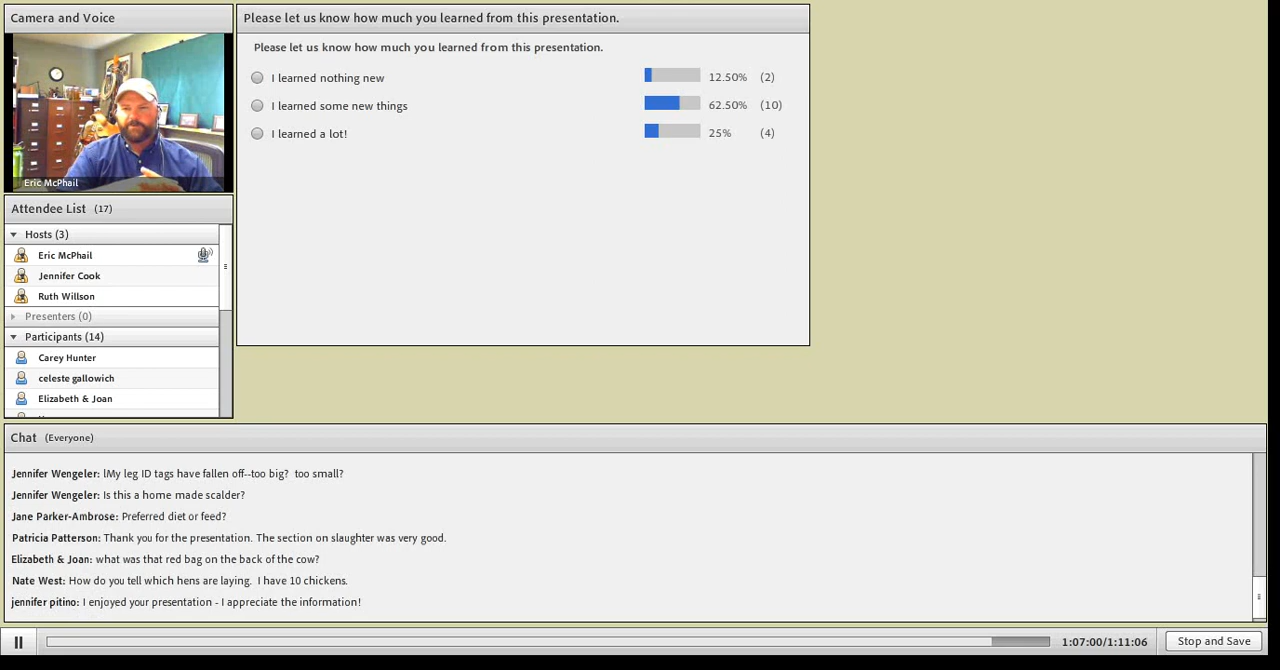 Camera and Voice
Eric McPhail
Attendee List (17)
Hosts (3)
Eric McPhail
Jennifer Cook
Ruth Willson
Presenters (0)
Participants (14)
Carey Hunter
celeste gallowich
Elizabeth & Joan
Please let us know how much you learned from this presentation.
Please let us know how much you learned from this presentation.
I learned nothing new 12.50% (2)
I learned some new things 62.50% (10)
I learned a lot! 25% (4)
Chat (Everyone)
Jennifer Wengeler: lMy leg ID tags have fallen off--too big? too small?
Jennifer Wengeler: Is this a home made scalder?
Jane Parker-Ambrose: Preferred diet or feed?
Patricia Patterson: Thank you for the presentation. The section on slaughter was very good.
Elizabeth & Joan: what was that red bag on the back of the cow?
Nate West: How do you tell which hens are laying. I have 10 chickens.
jennifer pitino: I enjoyed your presentation - I appreciate the information!
1:07:00/1:11:06 Stop and Save